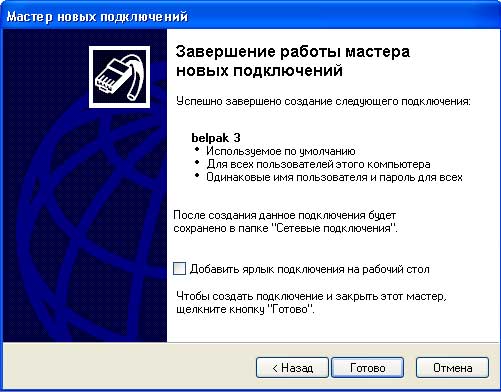 Мастер новых подключений
Завершение работы мастера
новых подключений
Успешно завершено создание следующего подключения:
belpak 3
• Используемое по умолчанию
• Для всех пользователей этого компьютера
• Одинаковые имя пользователя и пароль для всех
После создания данное подключения будет
сохранено в папке "Сетевые подключения".
Добавить ярлык подключения на рабочий стол
Чтобы создать подключение и закрыть этот мастер,
щелкните кнопку "Готово".
< Назад
Готово
Отмена